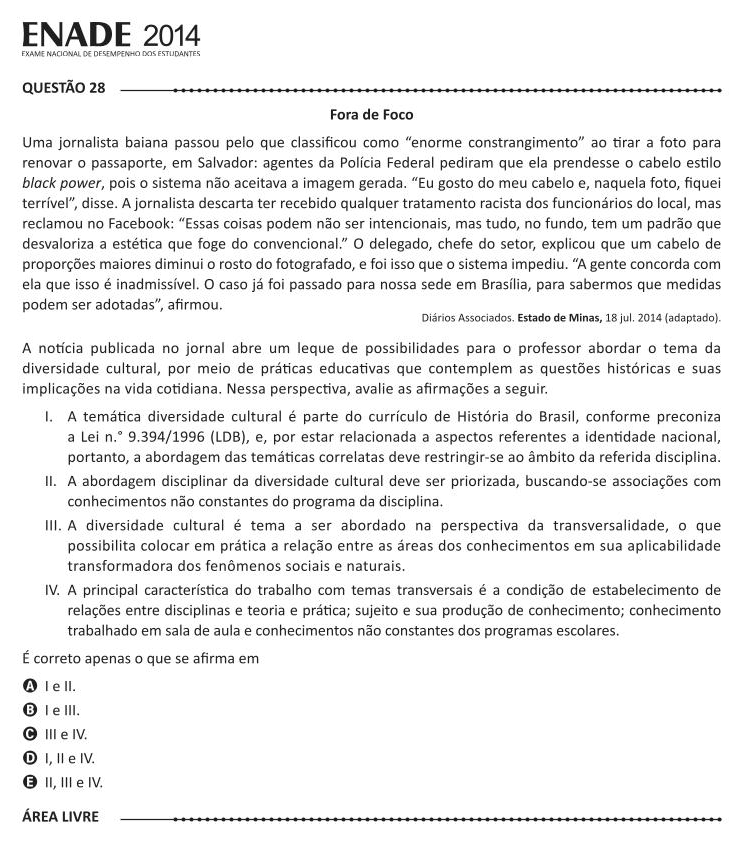 ENADE 2014
EXAME NACIONAL DE DESEMPENHO DOS ESTUDANTES
QUESTÃO 28
Fora de Foco
Uma jornalista baiana passou pelo que classificou como “enorme constrangimento” ao tirar a foto para
renovar o passaporte, em Salvador: agentes da Polícia Federal pediram que ela prendesse o cabelo estilo
black power, pois o sistema não aceitava a imagem gerada. “Eu gosto do meu cabelo e, naquela foto, fiquei
terrível”, disse. A jornalista descarta ter recebido qualquer tratamento racista dos funcionários do local, mas
reclamou no Facebook: “Essas coisas podem não ser intencionais, mas tudo, no fundo, tem um padrão que
desvaloriza a estética que foge do convencional.” O delegado, chefe do setor, explicou que um cabelo de
proporções maiores diminui o rosto do fotografado, e foi isso que o sistema impediu. “A gente concorda com
ela que isso é inadmissível. O caso já foi passado para nossa sede em Brasília, para sabermos que medidas
podem ser adotadas”, afirmou.
Diários Associados. Estado de Minas, 18 jul. 2014 (adaptado).
A notícia publicada no jornal abre um leque de possibilidades para o professor abordar o tema da
diversidade cultural, por meio de práticas educativas que contemplem as questões históricas e suas
implicações na vida cotidiana. Nessa perspectiva, avalie as afirmações a seguir.
I. A temática diversidade cultural é parte do currículo de História do Brasil, conforme preconiza
a Lei n.° 9.394/1996 (LDB), e, por estar relacionada a aspectos referentes a identidade nacional,
portanto, a abordagem das temáticas correlatas deve restringir-se ao âmbito da referida disciplina.
II. A abordagem disciplinar da diversidade cultural deve ser priorizada, buscando-se associações com
conhecimentos não constantes do programa da disciplina.
III. A diversidade cultural é tema a ser abordado na perspectiva da transversalidade, o que
possibilita colocar em prática a relação entre as áreas dos conhecimentos em sua aplicabilidade
transformadora dos fenômenos sociais e naturais.
IV. A principal característica do trabalho com temas transversais é a condição de estabelecimento de
relações entre disciplinas e teoria e prática; sujeito e sua produção de conhecimento; conhecimento
trabalhado em sala de aula e conhecimentos não constantes dos programas escolares.
É correto apenas o que se afirma em
A I e II.
B I e III.
C III e IV.
D I, II e IV.
E II, III e IV.
ÁREA LIVRE